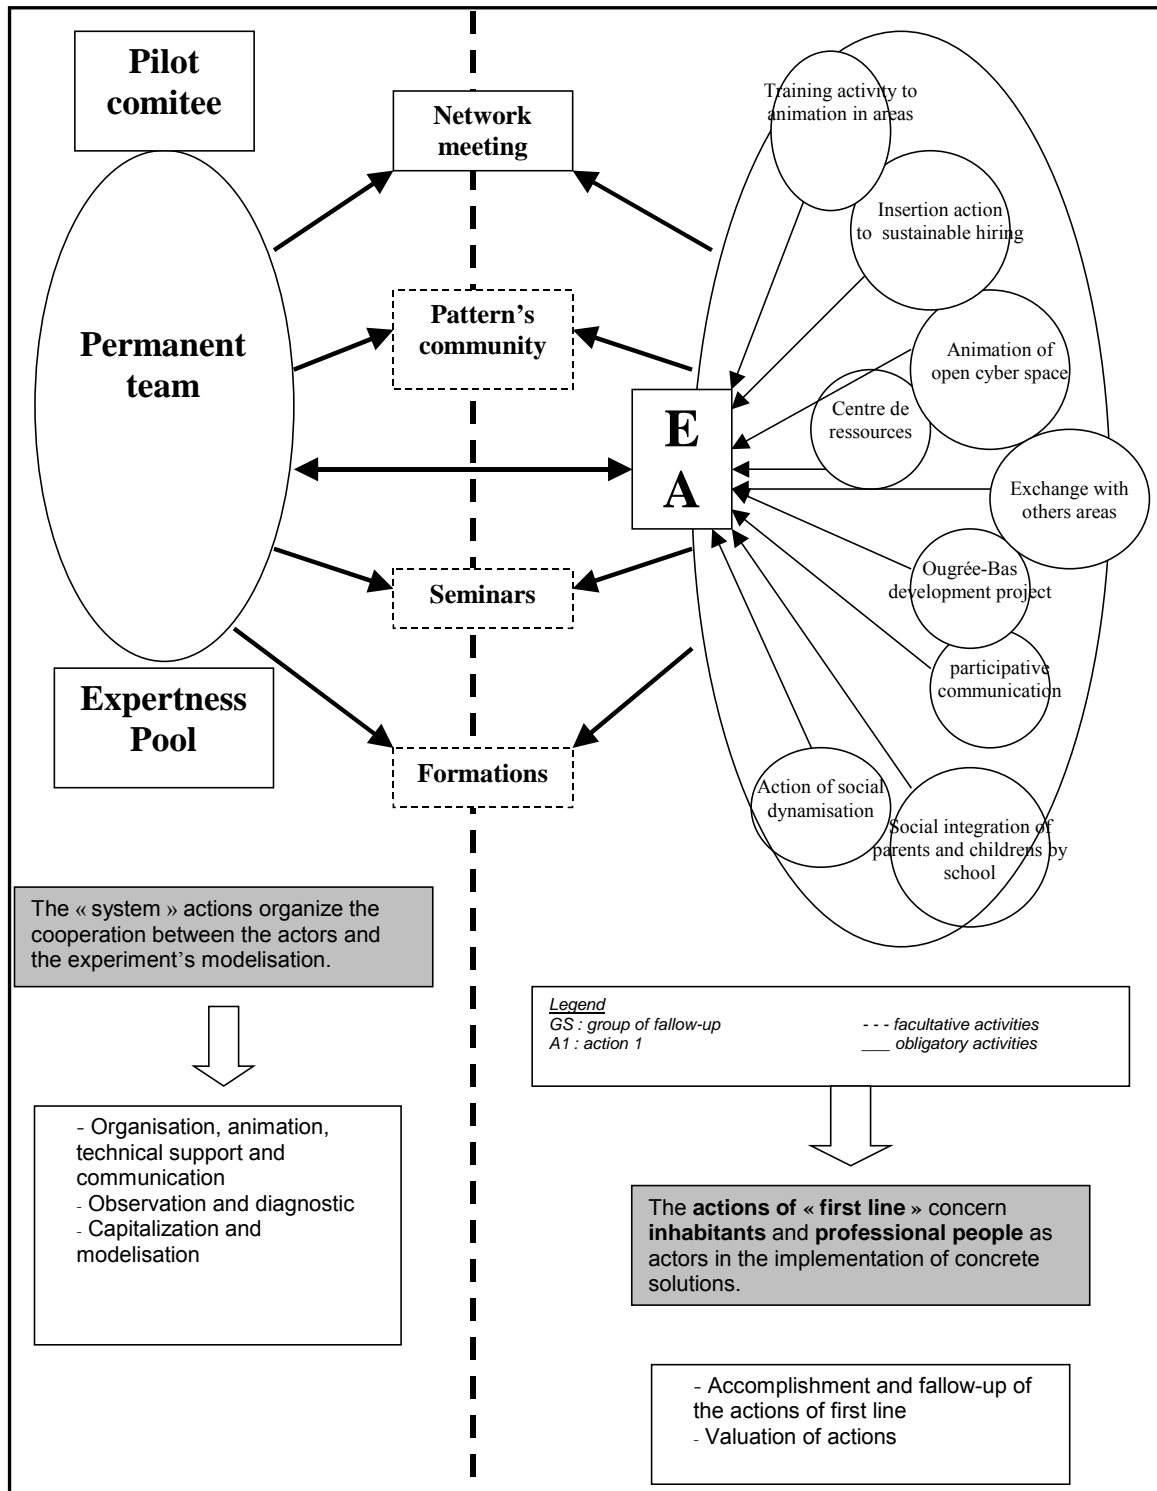 Pilot
comitee
Permanent
team
Expertness
Pool
Network
meeting
Pattern’s
community
Seminars
Formations
E
A
Training activity to
animation in areas
Insertion action
to sustainable hiring
Animation of
open cyber space
Centre de
ressources
Exchange with
others areas
Ougrée-Bas
development project
participative
communication
Action of social
dynamisation
Social integration of
parents and childrens by
school
The « system » actions organize the
cooperation between the actors and
the experiment’s modelisation.
- Organisation, animation,
technical support and
communication
- Observation and diagnostic
- Capitalization and
modelisation
Legend
GS : group of fallow-up
- - - facultative activities
A1 : action 1
___ obligatory activities
The actions of « first line » concern
inhabitants and professional people as
actors in the implementation of concrete
solutions.
- Accomplishment and fallow-up of
the actions of first line
- Valuation of actions